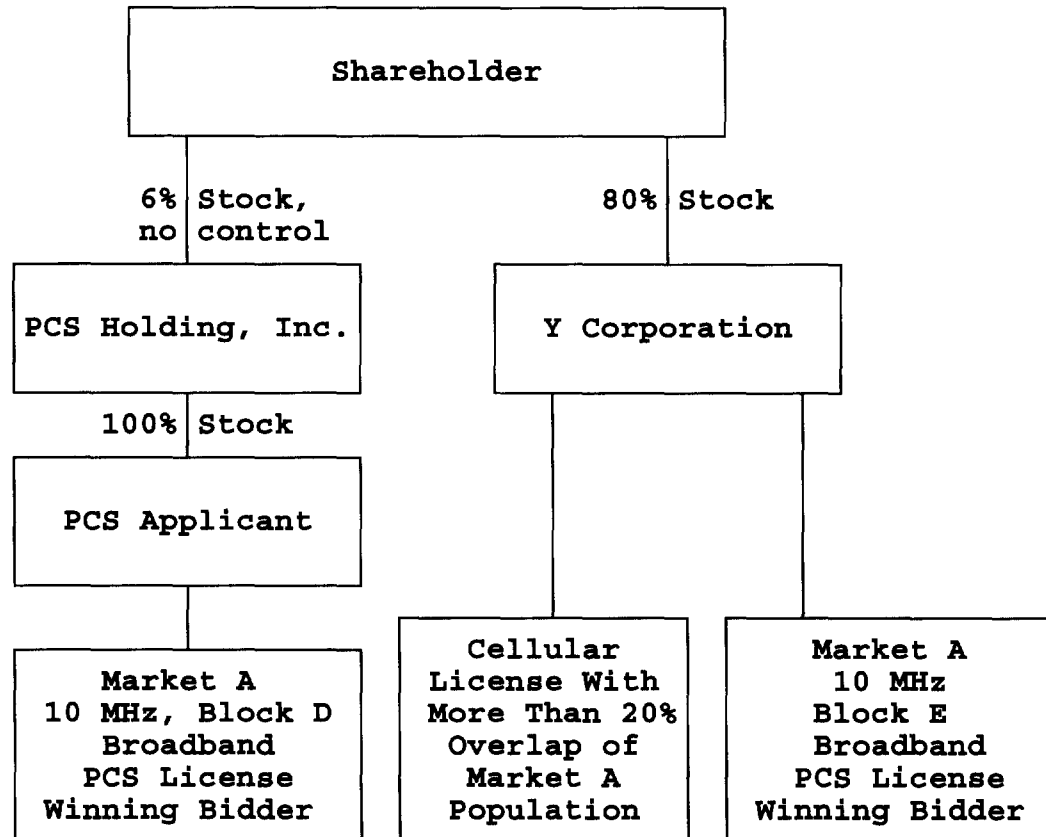 Shareholder
6% Stock,
no control
80% Stock
PCS Holding, Inc.
Y Corporation
100% Stock
PCS Applicant
Market A
10 MHz, Block D
Broadband
PCS License
Winning Bidder
Cellular
License With
More Than 20%
Overlap of
Market A
Population
Market A
10 MHz
Block E
Broadband
PCS License
Winning Bidder